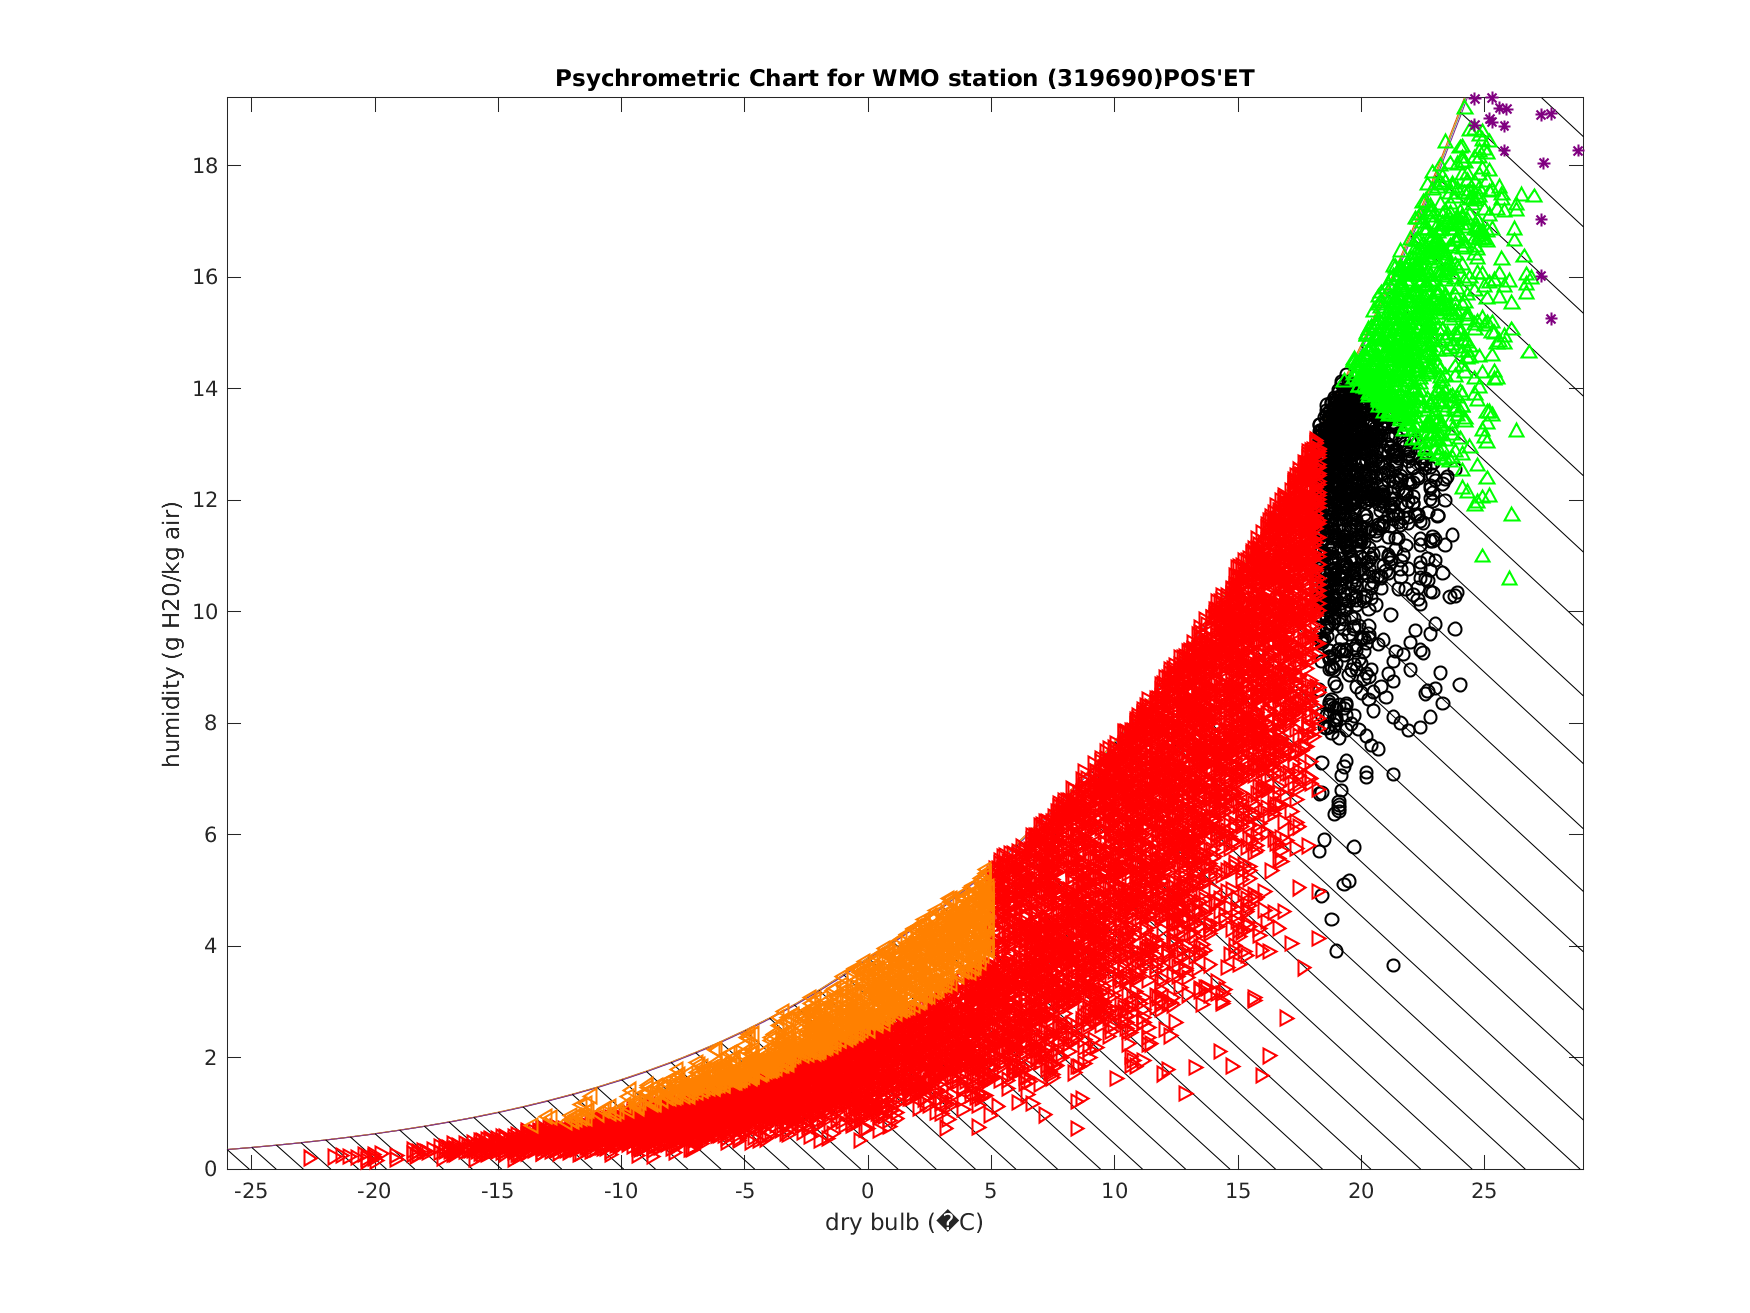 Psychrometric Chart for WMO station (319690)POS'ET
humidity (g H20/kg air)
18
16
14
12
10
8
6
4
2
0
-25 -20 -15 -10 -5 0 5 10 15 20 25
dry bulb (�C)